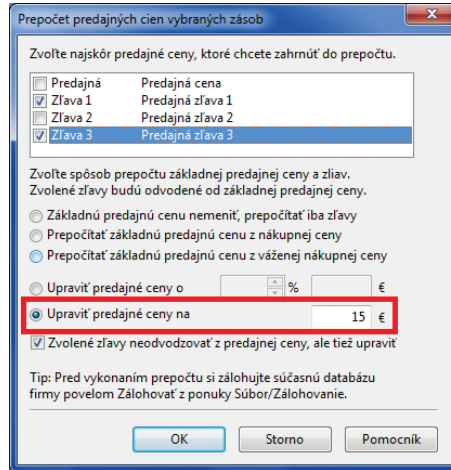 Prepočet predajných cien vybraných zásob
Zvoľte najskôr predajné ceny, ktoré chcete zahrnúť do prepočtu.
Predajná Predajná cena
Zľava 1 Predajná zľava 1
Zľava 2 Predajná zľava 2
Zľava 3 Predajná zľava 3
Zvoľte spôsob prepočtu základnej predajnej ceny a zliav.
Zvolené zľavy budú odvodené od základnej predajnej ceny.
Základnú predajnú cenu nemeniť, prepočítať iba zľavy
Prepočítať základnú predajnú cenu z nákupnej ceny
Prepočítať základnú predajnú cenu z váženej nákupnej ceny
Upraviť predajné ceny o % €
Upraviť predajné ceny na 15 €
Zvolené zľavy neodvodzovať z predajnej ceny, ale tiež upraviť
Tip: Pred vykonaním prepočtu si zálohujte súčasnú databázu
firmy povelom Zálohovať z ponuky Súbor/Zálohovanie.
OK Storno Pomocník